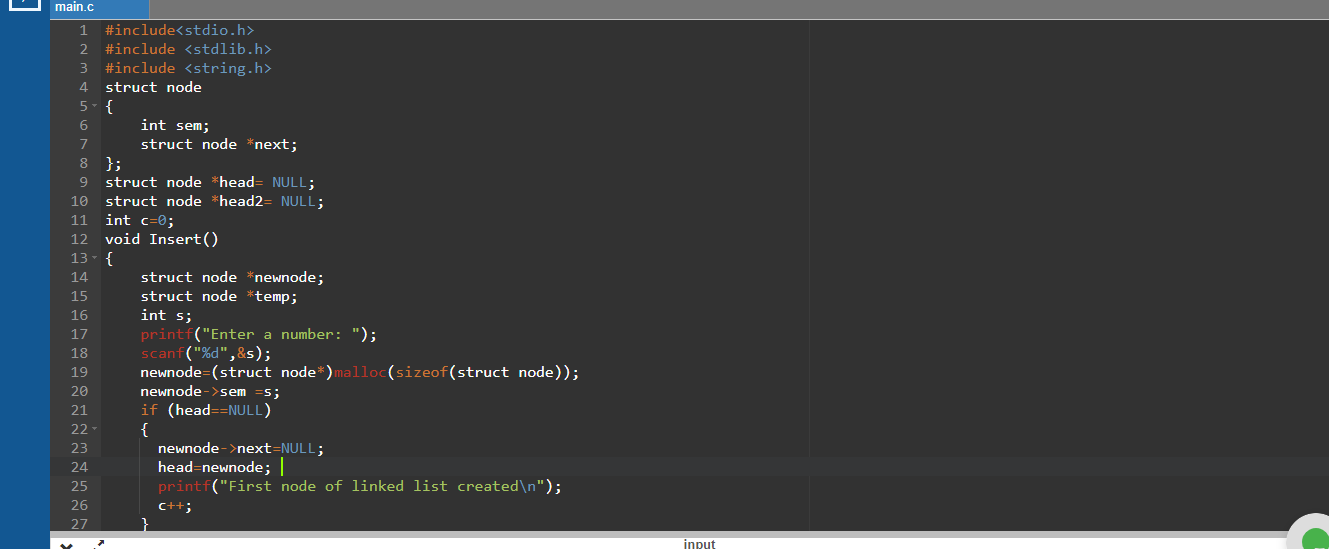 main.c
1 #include<stdio.h>
2 #include <stdlib.h>
3 #include <string.h>
4 struct node
5 {
6     int sem;
7     struct node *next;
8 };
9 struct node *head= NULL;
10 struct node *head2= NULL;
11 int c=0;
12 void Insert()
13 {
14     struct node *newnode;
15     struct node *temp;
16     int s;
17     printf("Enter a number: ");
18     scanf("%d",&s);
19     newnode=(struct node*)malloc(sizeof(struct node));
20     newnode->sem =s;
21     if (head==NULL)
22     {
23       newnode->next=NULL;
24       head=newnode;
25       printf("First node of linked list created\n");
26       c++;
27     }
input